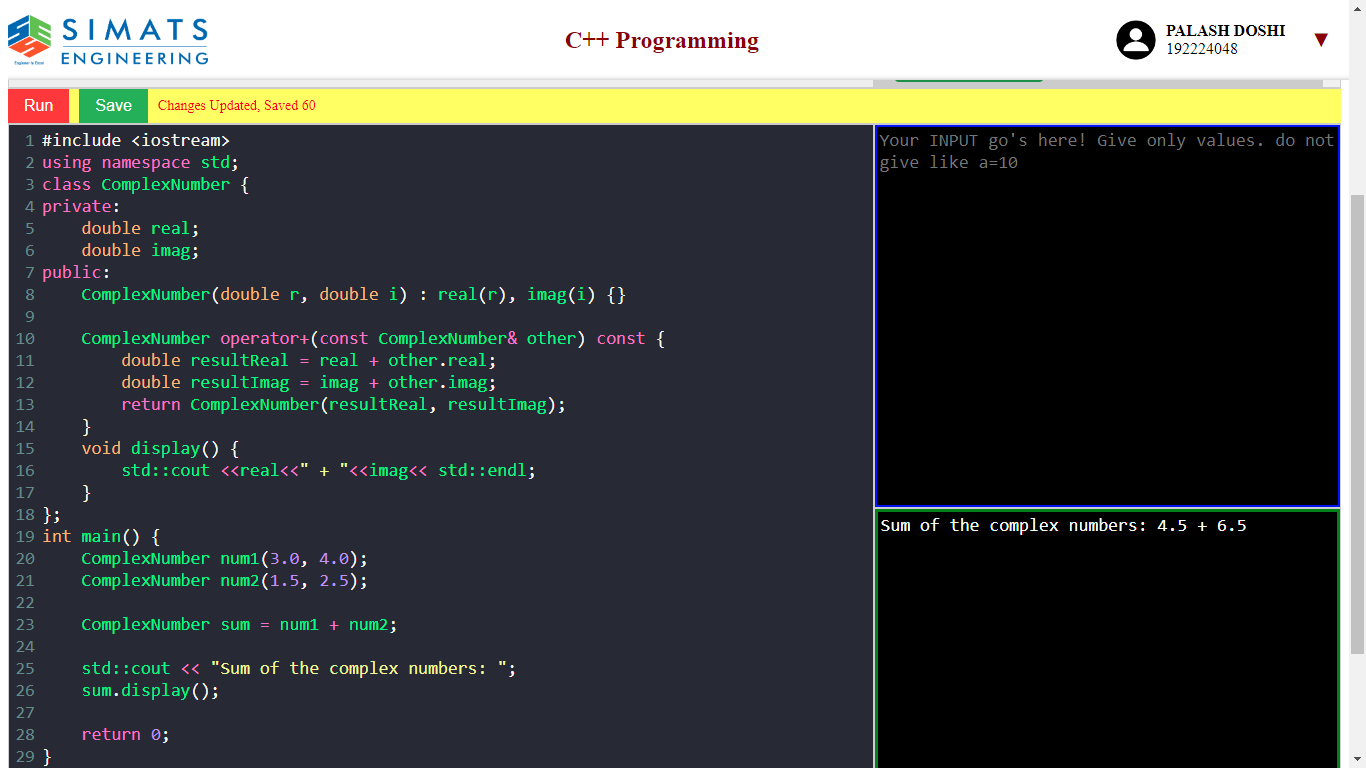 SIMATS
ENGINEERING
Engineer to Excel
C++ Programming
PALASH DOSHI
192224048
▼
Run
Save
Changes Updated, Saved 60
1 #include <iostream>
2 using namespace std;
3 class ComplexNumber {
4 private:
5     double real;
6     double imag;
7 public:
8     ComplexNumber(double r, double i) : real(r), imag(i) {}
9
10     ComplexNumber operator+(const ComplexNumber& other) const {
11         double resultReal = real + other.real;
12         double resultImag = imag + other.imag;
13         return ComplexNumber(resultReal, resultImag);
14     }
15     void display() {
16         std::cout <<real<<" + "<<imag<< std::endl;
17     }
18 };
19 int main() {
20     ComplexNumber num1(3.0, 4.0);
21     ComplexNumber num2(1.5, 2.5);
22
23     ComplexNumber sum = num1 + num2;
24
25     std::cout << "Sum of the complex numbers: ";
26     sum.display();
27
28     return 0;
29 }
Your INPUT go's here! Give only values. do not
give like a=10
Sum of the complex numbers: 4.5 + 6.5